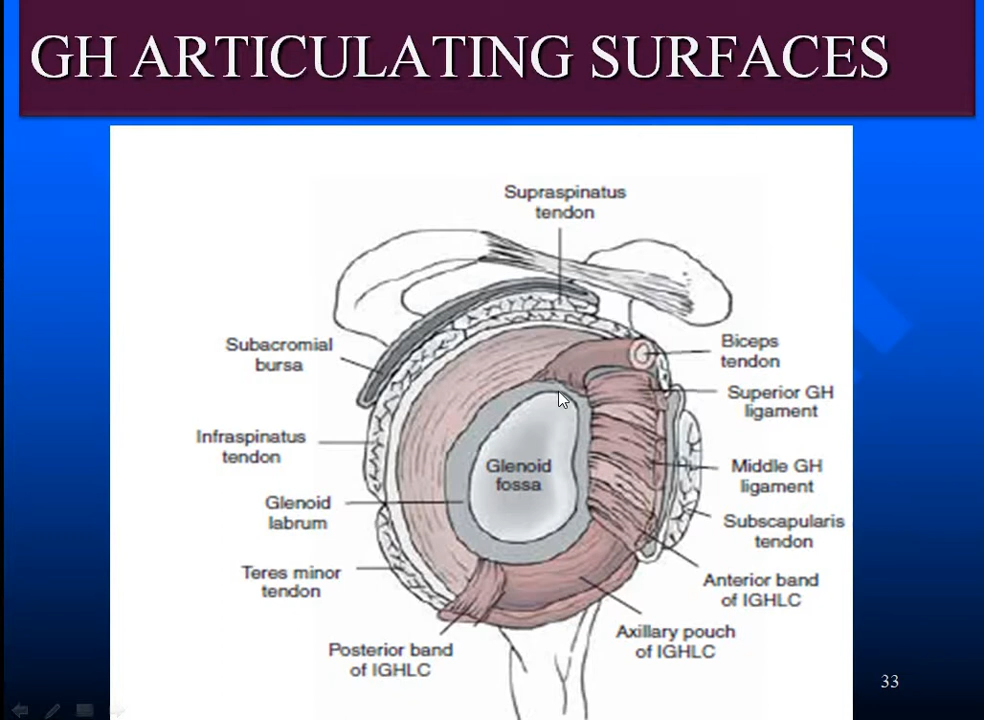 GH ARTICULATING SURFACES
Supraspinatus
tendon
Subacromial
bursa
Biceps
tendon
Superior GH
ligament
Infraspinatus
tendon
Glenoid
fossa
Middle GH
ligament
Glenoid
labrum
Subscapularis
tendon
Teres minor
tendon
Anterior band
of IGHLC
Axillary pouch
of IGHLC
Posterior band
of IGHLC
33